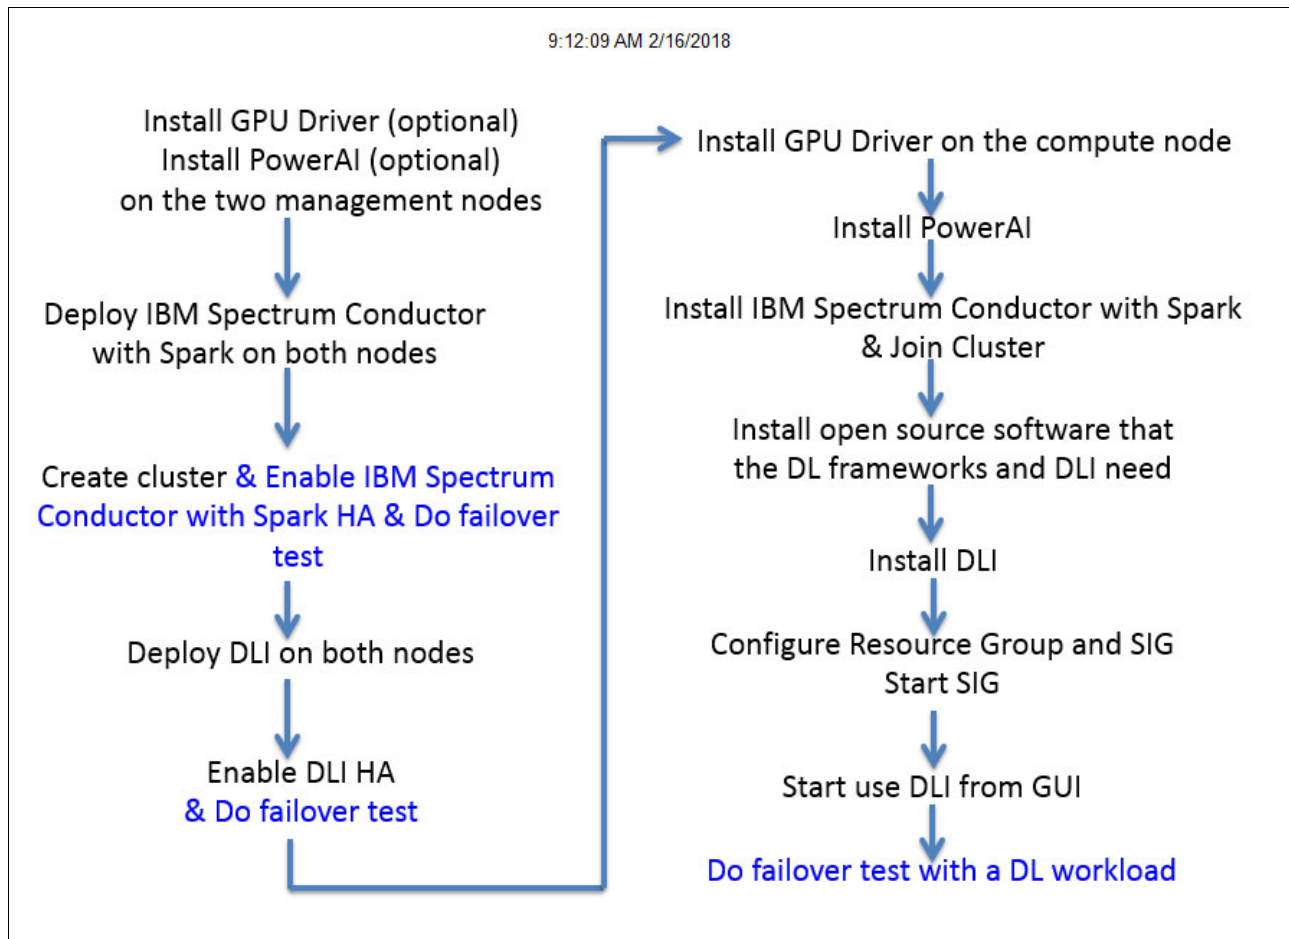 9:12:09 AM 2/16/2018
Install GPU Driver (optional)
Install PowerAI (optional)
on the two management nodes
Deploy IBM Spectrum Conductor
with Spark on both nodes
Create cluster & Enable IBM Spectrum
Conductor with Spark HA & Do failover
test
Deploy DLI on both nodes
Enable DLI HA
& Do failover test
Install GPU Driver on the compute node
Install PowerAI
Install IBM Spectrum Conductor with Spark
& Join Cluster
Install open source software that
the DL frameworks and DLI need
Install DLI
Configure Resource Group and SIG
Start SIG
Start use DLI from GUI
Do failover test with a DL workload